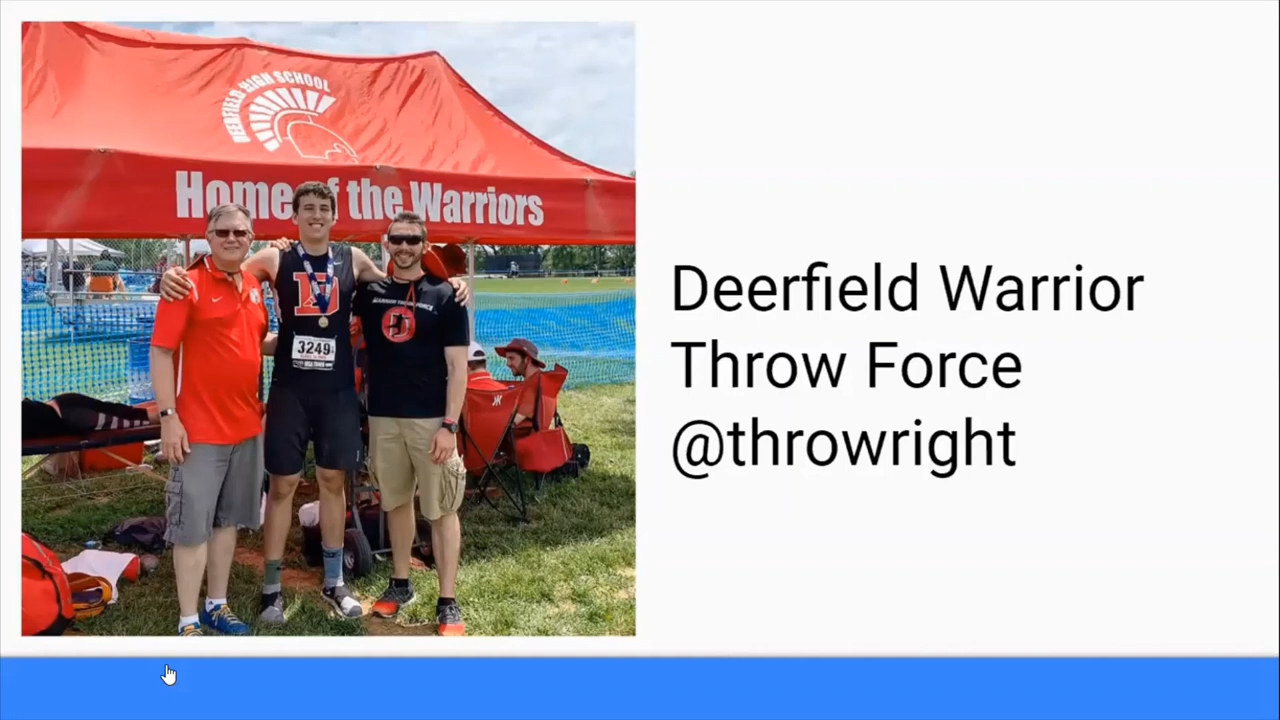 DEERFIELD HIGH SCHOOL
Home of the Warriors
D
3249
Deerfield Warrior
Throw Force
@throwright